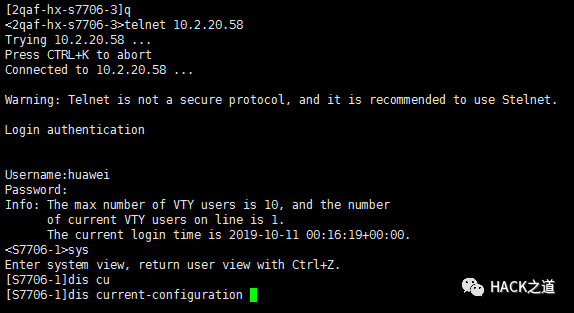 [2qaf-hx-s7706-3]q
<2qaf-hx-s7706-3>telnet 10.2.20.58
Trying 10.2.20.58 ...
Press CTRL+K to abort
Connected to 10.2.20.58 ...
Warning: Telnet is not a secure protocol, and it is recommended to use Stelnet.
Login authentication
Username:huawei
Password:
Info: The max number of VTY users is 10, and the number
of current VTY users on line is 1.
The current login time is 2019-10-11 00:16:19+00:00.
<S7706-1>sys
Enter system view, return user view with Ctrl+Z.
[S7706-1]dis cu
[S7706-1]dis current-configuration
HACK之道